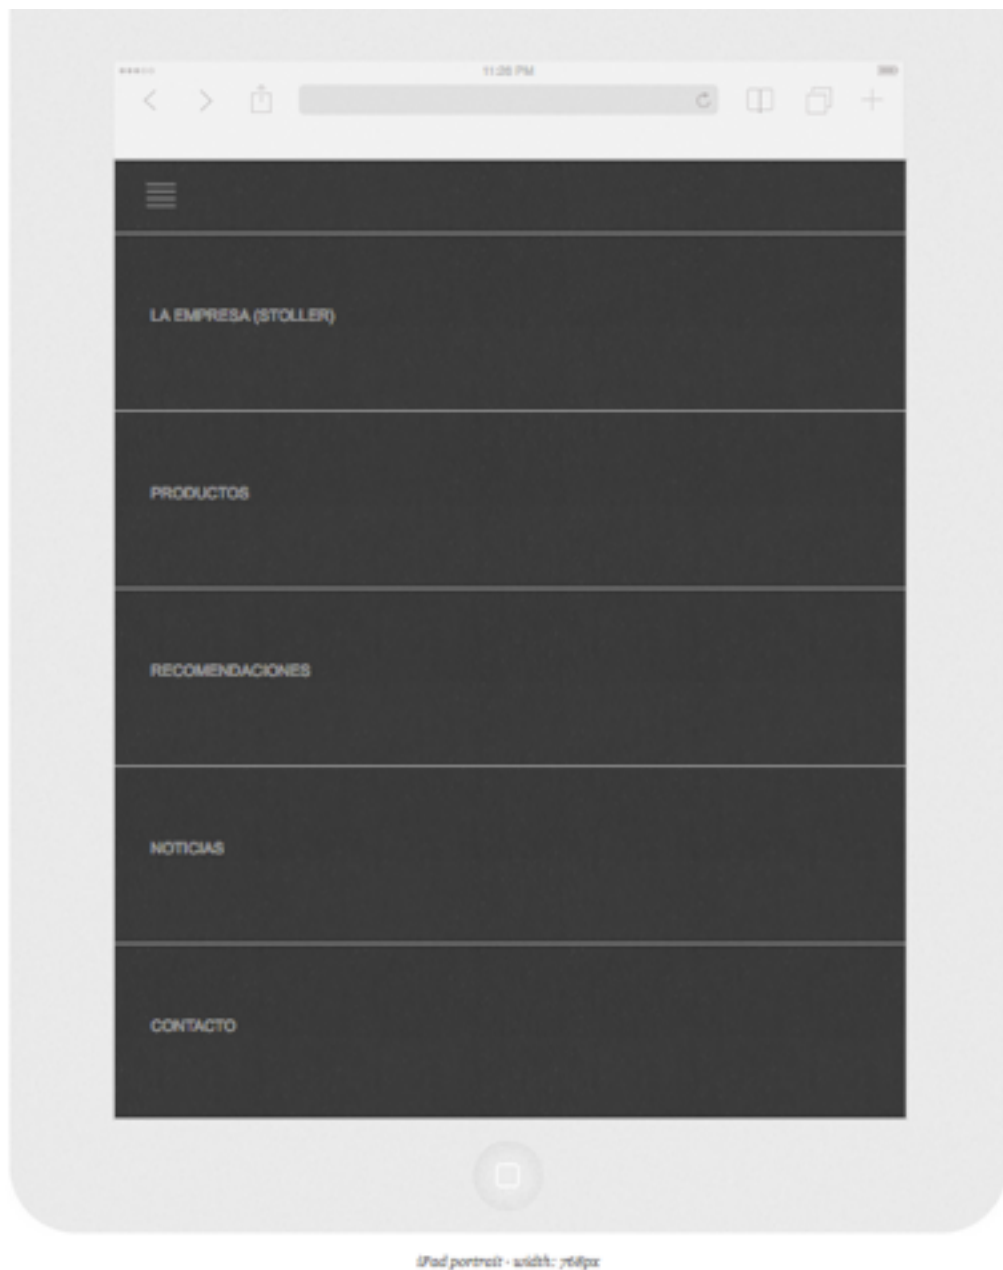 11:26 PM
LA EMPRESA (STOLLER)
PRODUCTOS
RECOMENDACIONES
NOTICIAS
CONTACTO
iPad portrait · width: 768px